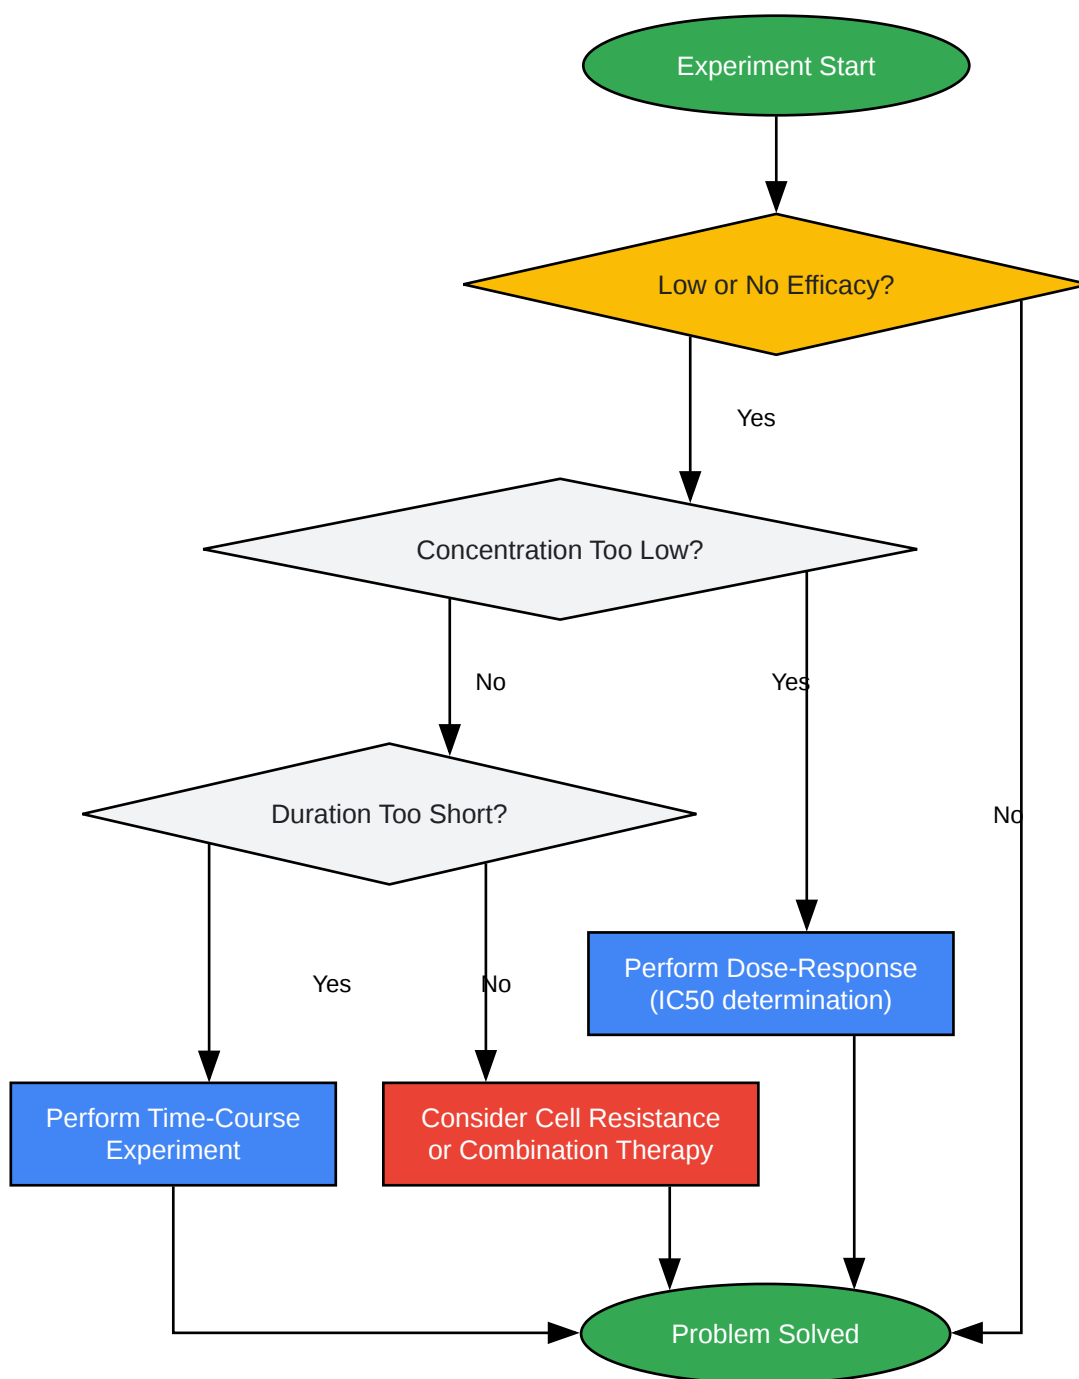 Experiment Start
Low or No Efficacy?
Yes
Concentration Too Low?
No
Yes
Duration Too Short?
No
Yes
No
Perform Dose-Response
(IC50 determination)
Perform Time-Course
Experiment
Consider Cell Resistance
or Combination Therapy
Problem Solved